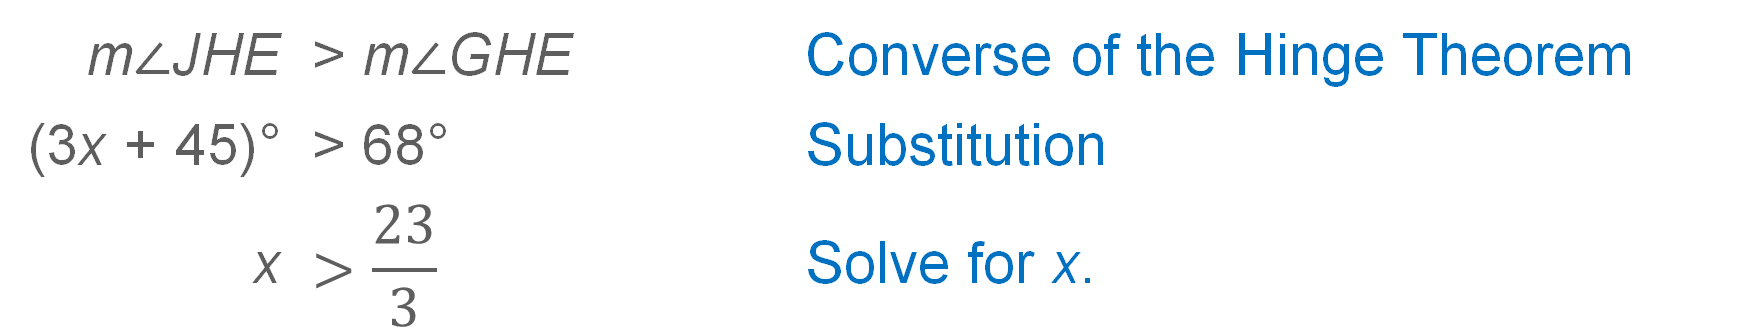 m∠JHE > m∠GHE Converse of the Hinge Theorem
(3x + 45)° > 68° Substitution
x > 23/3 Solve for x.